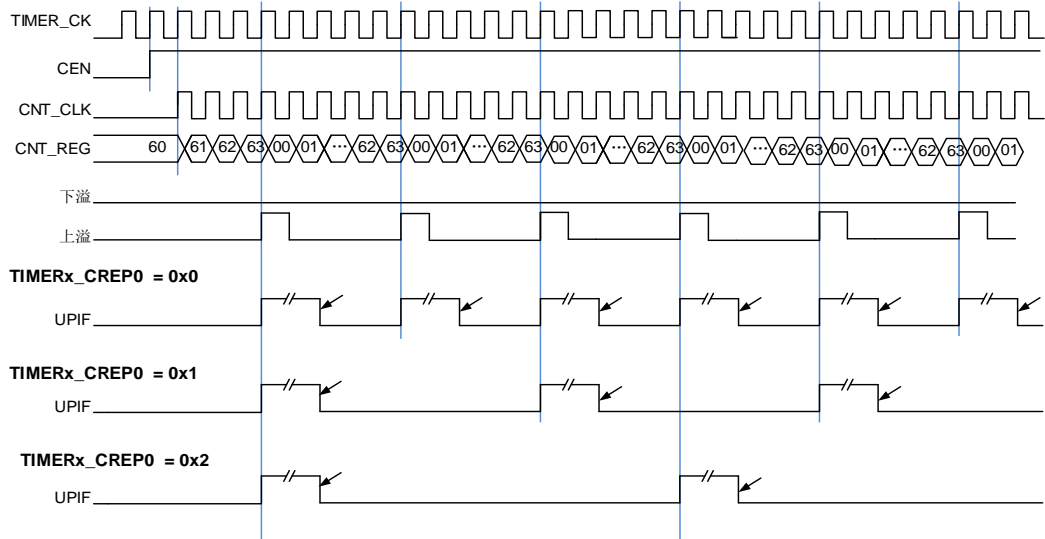 TIMER_CK
CEN
CNT_CLK
CNT_REG 60 61 62 63 00 01 ... 62 63 00 01 ... 62 63 00 01 ... 62 63 00 01 ... 62 63 00 01 ... 62 63 00 01
下溢
上溢
TIMERx_CREP0 = 0x0
UPIF
TIMERx_CREP0 = 0x1
UPIF
TIMERx_CREP0 = 0x2
UPIF